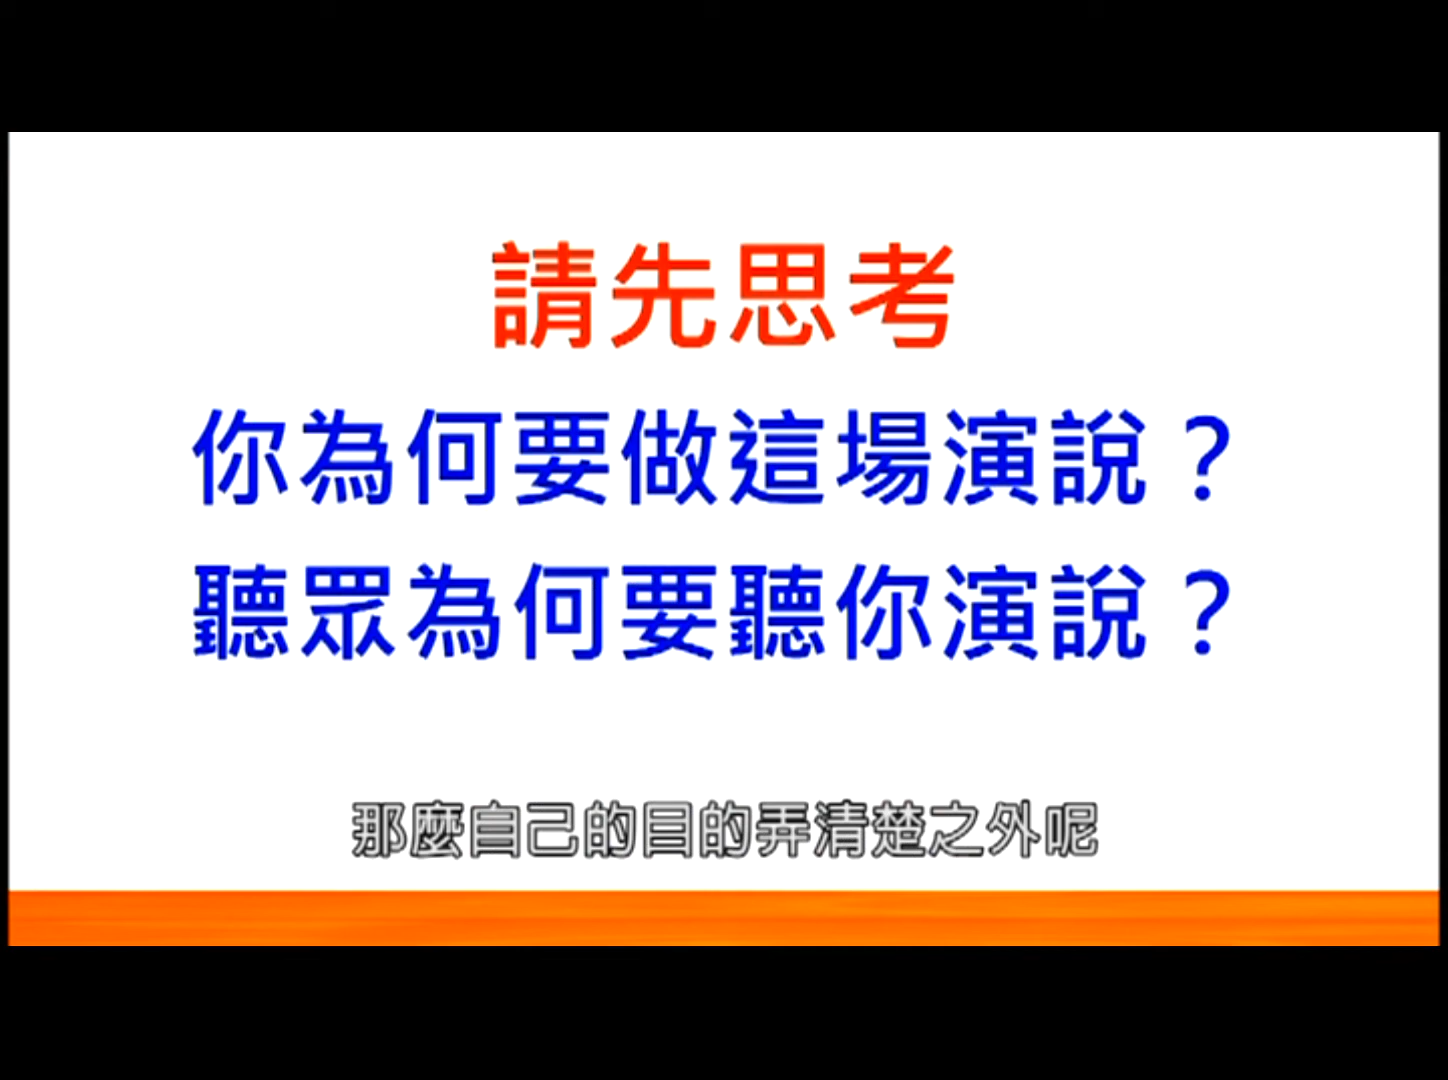 請先思考
你為何要做這場演說？
聽眾為何要聽你演說？
那麼自己的目的弄清楚之外呢